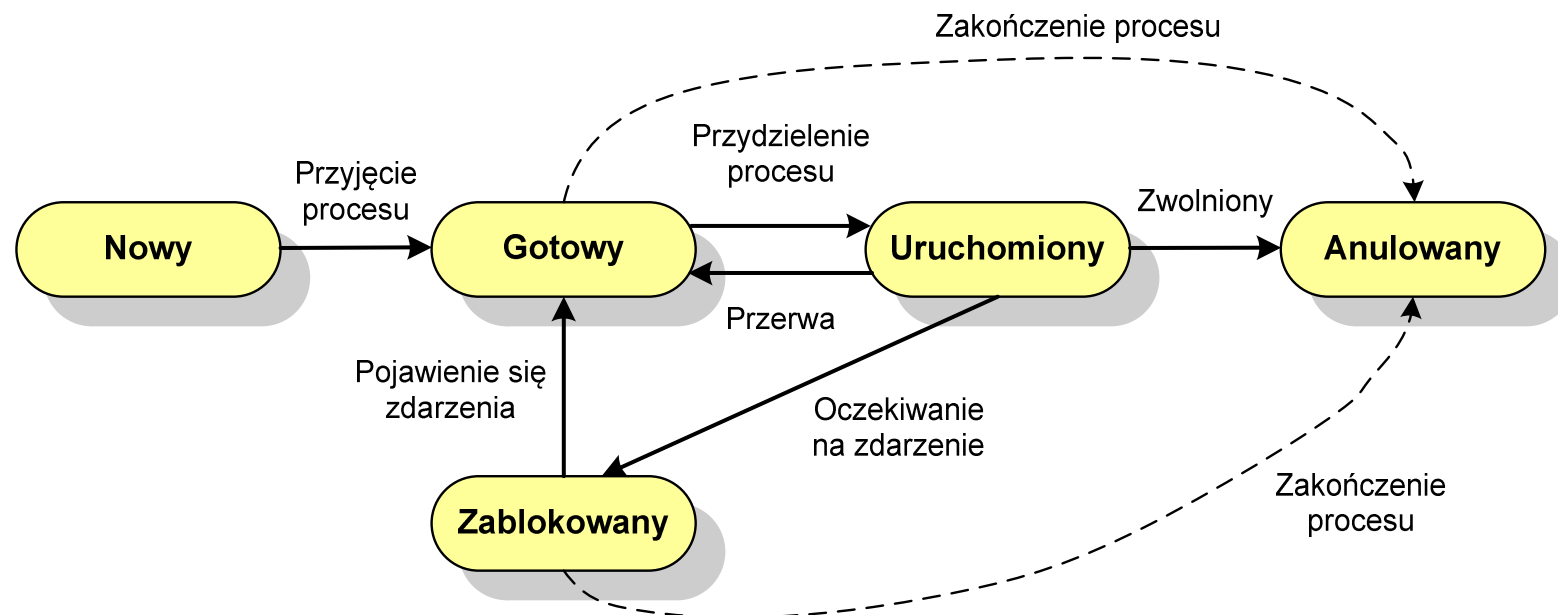 Zakończenie procesu
Przydzielenie
procesu
Przyjęcie
procesu
Zwolniony
Nowy
Gotowy
Uruchomiony
Anulowany
Przerwa
Pojawienie się
zdarzenia
Oczekiwanie
na zdarzenie
Zablokowany
Zakończenie
procesu